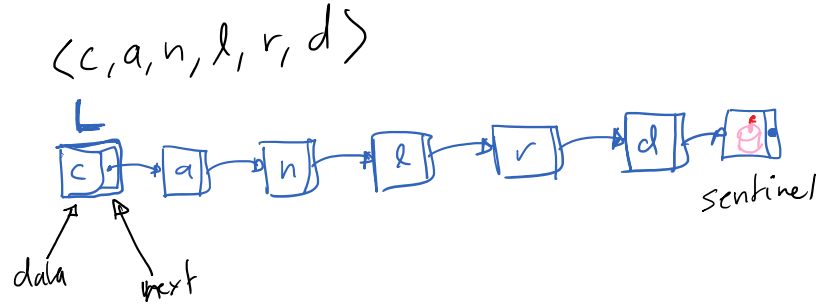 <c, a, n, l, r, d>
L
c a n l r d
sentinel
data next